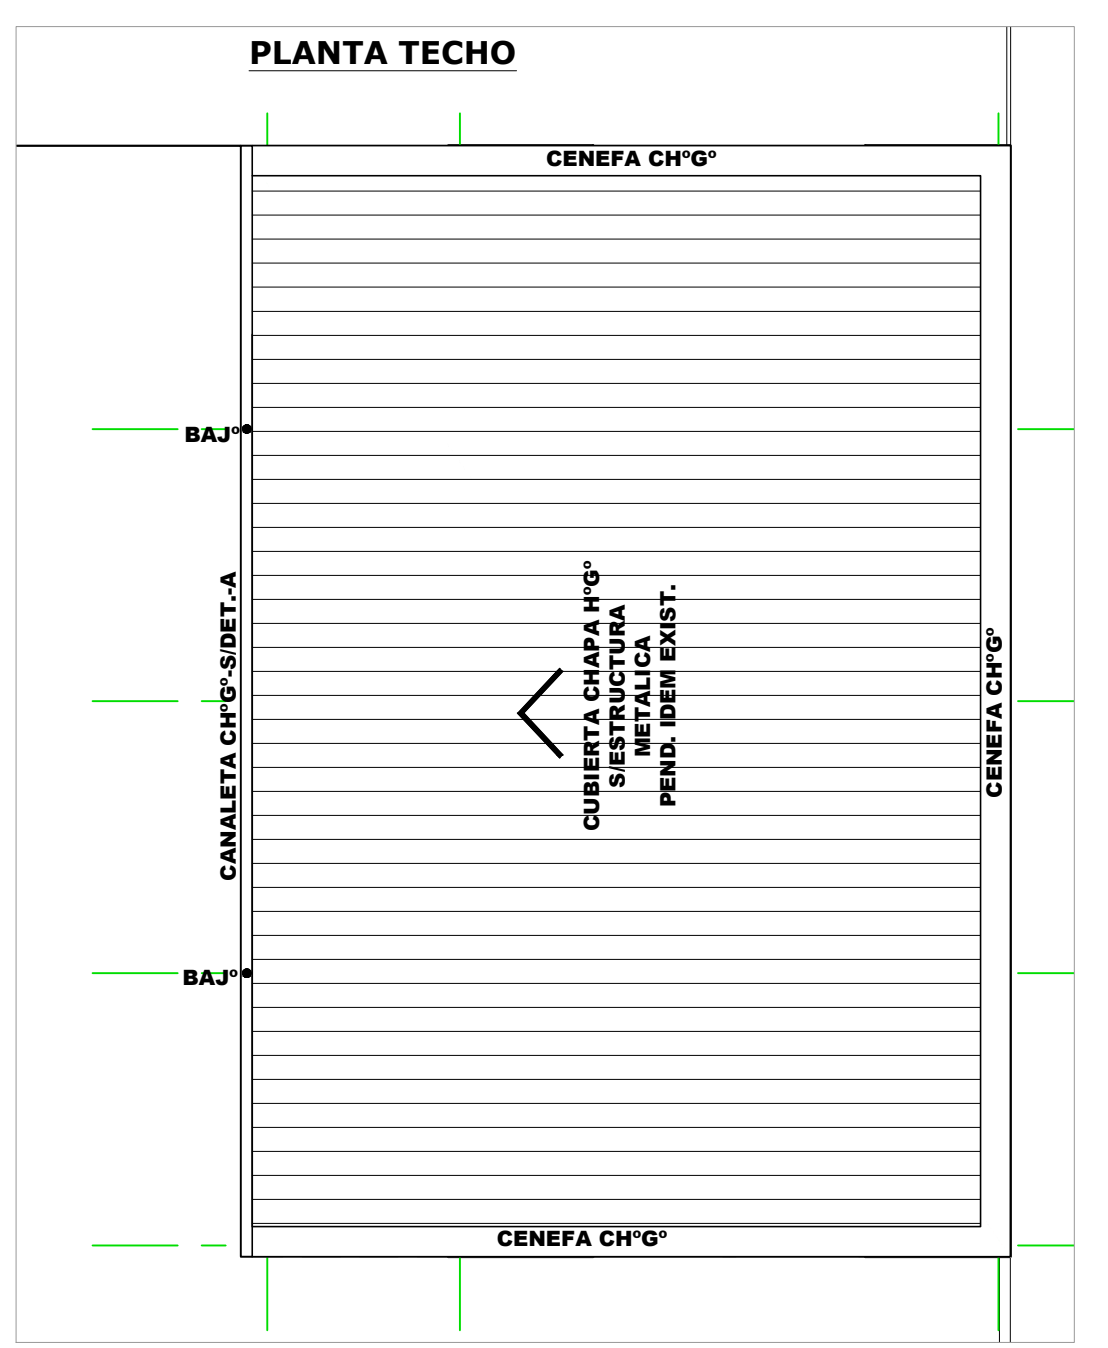 PLANTA TECHO
CENEFA CHºGº
BAJº
CANALETA CHºGº-S/DET.-A
CUBIERTA CHAPA HºGº
S/ESTRUCTURA
METALICA
PEND. IDEM EXIST.
CENEFA CHºGº
BAJº
CENEFA CHºGº